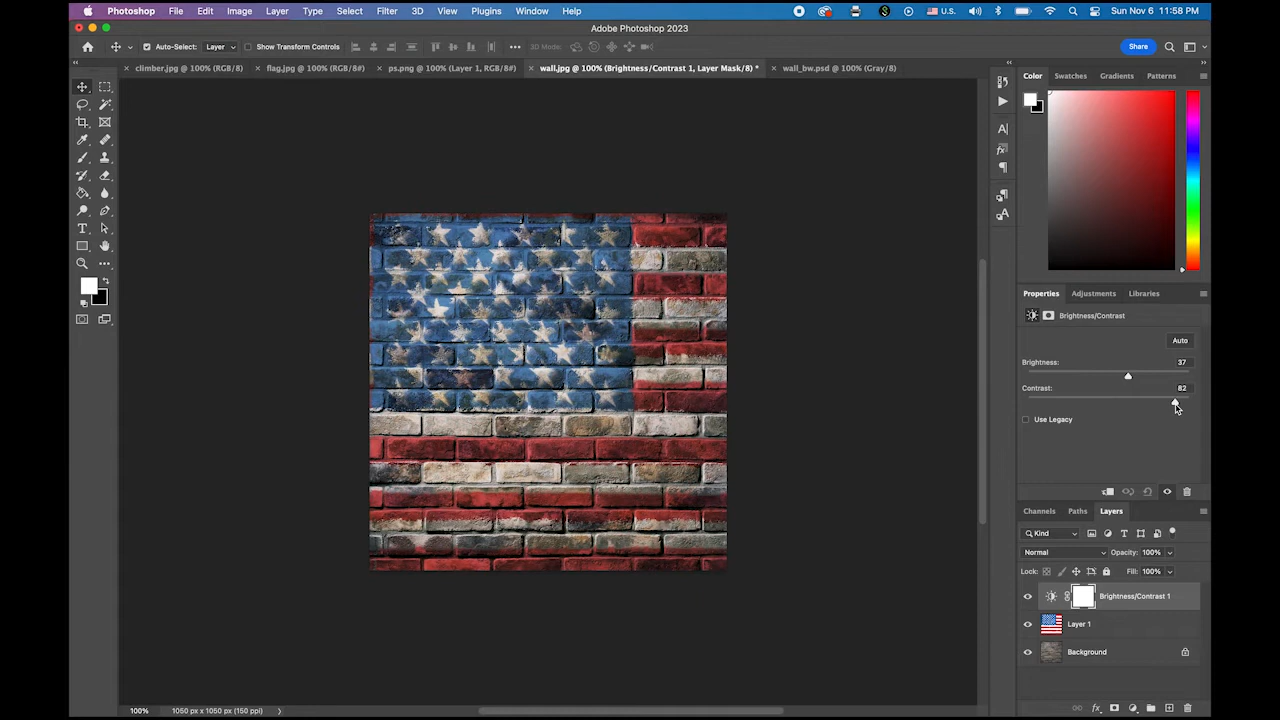 Photoshop File Edit Image Layer Type Select Filter 3D View Plugins Window Help U.S. Sun Nov 6 11:58 PM
Adobe Photoshop 2023
Auto-Select: Layer Show Transform Controls 3D Mode: Share
climber.jpg @ 100% (RGB/8) flag.jpg @ 100% (RGB/8#) ps.png @ 100% (Layer 1, RGB/8#) wall.jpg @ 100% (Brightness/Contrast 1, Layer Mask/8) * wall_bw.psd @ 100% (Gray/8)
Color Swatches Gradients Patterns
Properties Adjustments Libraries
Brightness/Contrast
Auto
Brightness: 37
Contrast: 82
Use Legacy
Channels Paths Layers
Kind
Normal Opacity: 100%
Lock: Fill: 100%
Brightness/Contrast 1
Layer 1
Background
100% 1050 px x 1050 px (150 ppi)